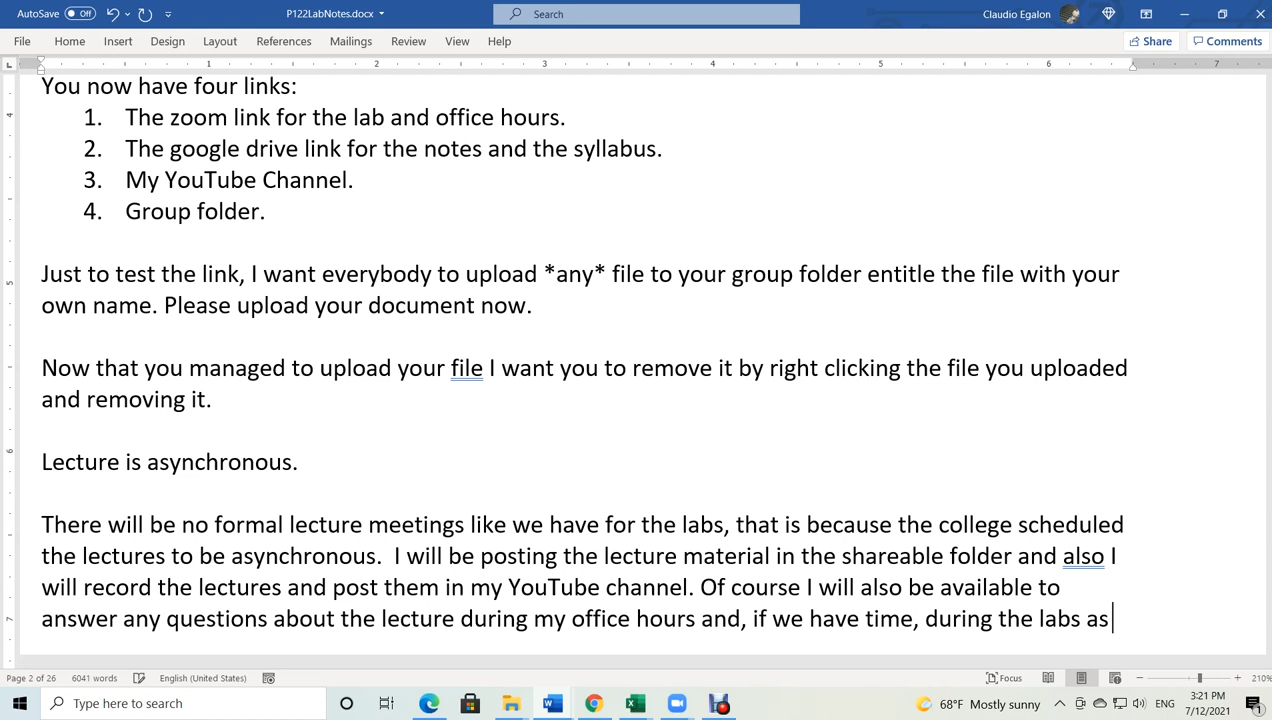 AutoSave Off P122LabNotes.docx Search Claudio Egalon
File Home Insert Design Layout References Mailings Review View Help Share Comments
1 2 3 4 5 6 7
You now have four links:
1. The zoom link for the lab and office hours.
2. The google drive link for the notes and the syllabus.
3. My YouTube Channel.
4. Group folder.
Just to test the link, I want everybody to upload *any* file to your group folder entitle the file with your
own name. Please upload your document now.
Now that you managed to upload your file I want you to remove it by right clicking the file you uploaded
and removing it.
Lecture is asynchronous.
There will be no formal lecture meetings like we have for the labs, that is because the college scheduled
the lectures to be asynchronous.  I will be posting the lecture material in the shareable folder and also I
will record the lectures and post them in my YouTube channel. Of course I will also be available to
answer any questions about the lecture during my office hours and, if we have time, during the labs as
Page 2 of 26 6041 words English (United States) Focus 210%
Type here to search 68°F Mostly sunny ENG 3:21 PM
7/12/2021